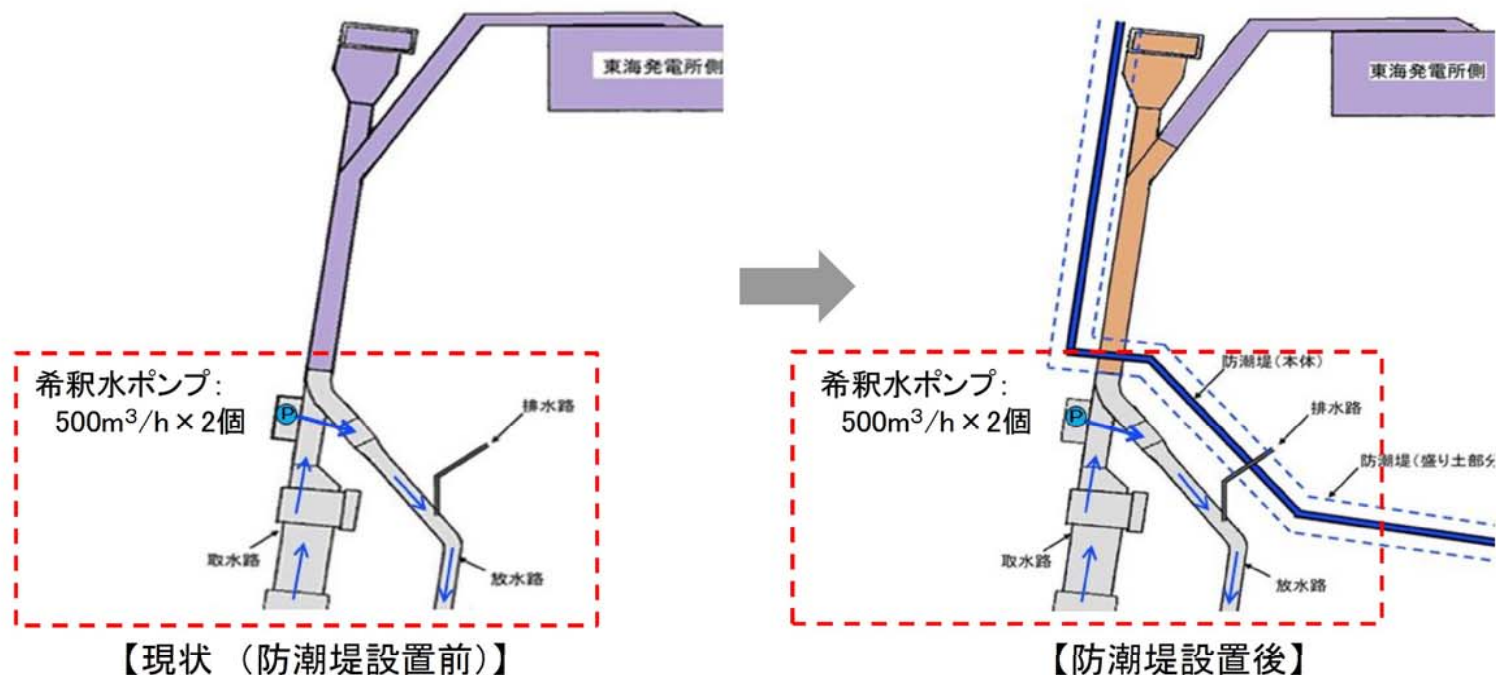 東海発電所側
希釈水ポンプ:
500m³/h×2個
P
排水路
取水路
放水路
【現状 (防潮堤設置前)】
東海発電所側
希釈水ポンプ:
500m³/h×2個
P
防潮堤(本体)
排水路
防潮堤(盛り土部分
取水路
放水路
【防潮堤設置後】